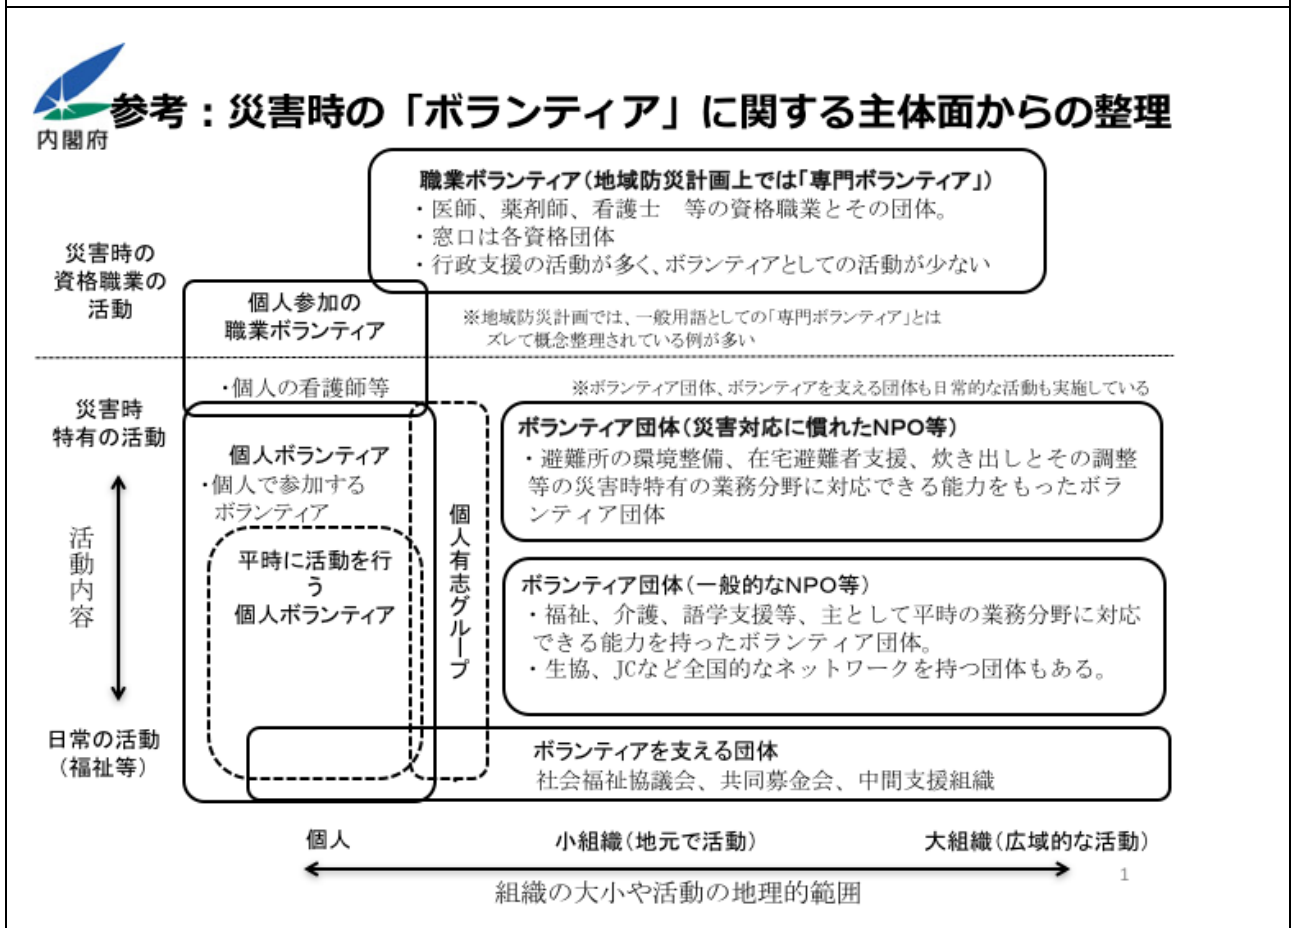 参考：災害時の「ボランティア」に関する主体面からの整理
内閣府
職業ボランティア（地域防災計画上では「専門ボランティア」）
・医師、薬剤師、看護士　等の資格職業とその団体。
・窓口は各資格団体
・行政支援の活動が多く、ボランティアとしての活動が少ない
災害時の
資格職業の
活動
個人参加の
職業ボランティア
※地域防災計画では、一般用語としての「専門ボランティア」とは
ズレて概念整理されている例が多い
・個人の看護師等
※ボランティア団体、ボランティアを支える団体も日常的な活動も実施している
災害時
特有の活動
個人ボランティア
・個人で参加する
ボランティア
平時に活動を行
う
個人ボランティア
個人有志グループ
ボランティア団体（災害対応に慣れたNPO等）
・避難所の環境整備、在宅避難者支援、炊き出しとその調整
等の災害時特有の業務分野に対応できる能力をもったボラ
ンティア団体
活動内容
ボランティア団体（一般的なNPO等）
・福祉、介護、語学支援等、主として平時の業務分野に対応
できる能力を持ったボランティア団体。
・生協、JCなど全国的なネットワークを持つ団体もある。
日常の活動
（福祉等）
ボランティアを支える団体
社会福祉協議会、共同募金会、中間支援組織
個人
小組織（地元で活動）
大組織（広域的な活動）
組織の大小や活動の地理的範囲
1